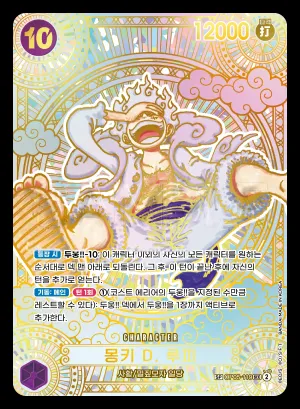 10
12000
打
등장 시 두웅!!-10: 이 캐릭터 이외의 자신의 모든 캐릭터를 원하는
순서대로 덱 맨 아래로 되돌린다. 그 후, 이 턴이 끝난 후에 자신의
턴을 추가로 얻는다.
기동: 메인 턴 1회 ①(코스트 에리어의 두웅!!을 지정된 수만큼
레스트할 수 있다): 두웅!! 덱에서 두웅!!을 1장까지 액티브로
추가한다.
CHARACTER
몽키 D.
사황/밀짚모자 일당